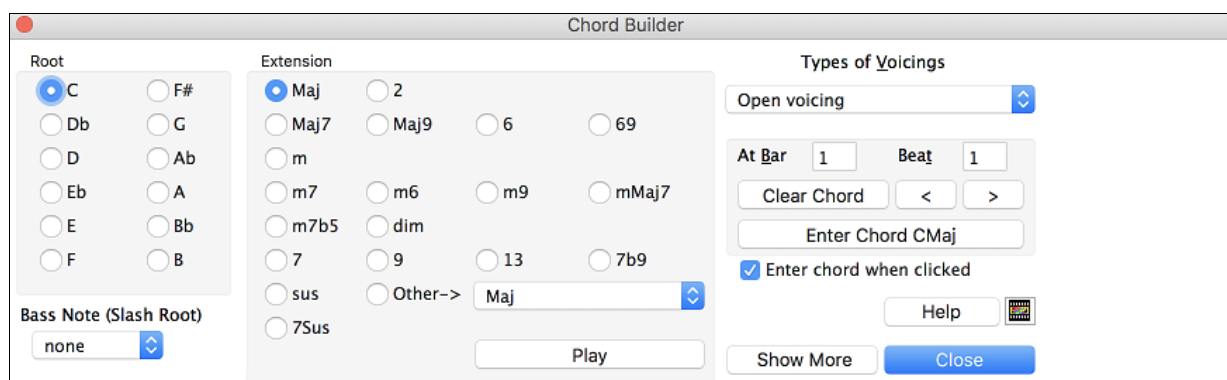 Chord Builder
Root
C F#
Db G
D Ab
Eb A
E Bb
F B
Bass Note (Slash Root)
none
Extension
Maj 2
Maj7 Maj9 6 69
m
m7 m6 m9 mMaj7
m7b5 dim
7 9 13 7b9
sus Other-> Maj
7Sus
Play
Types of Voicings
Open voicing
At Bar 1 Beat 1
Clear Chord < >
Enter Chord CMaj
Enter chord when clicked
Help
Show More Close